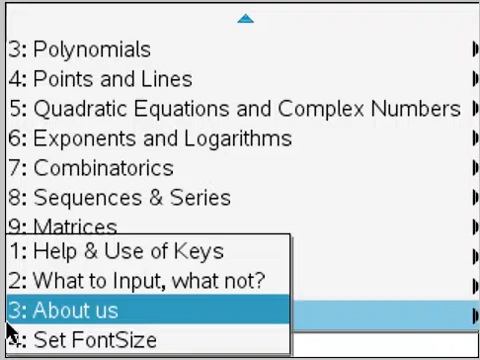 3: Polynomials
4: Points and Lines
5: Quadratic Equations and Complex Numbers
6: Exponents and Logarithms
7: Combinatorics
8: Sequences & Series
9: Matrices
1: Help & Use of Keys
2: What to Input, what not?
3: About us
4: Set FontSize